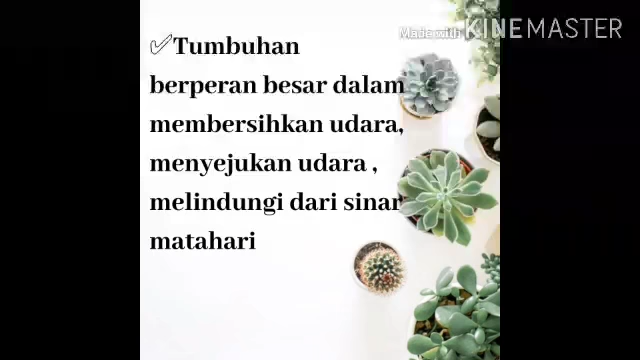 Made with KINEMASTER
✓Tumbuhan
berperan besar dalam
membersihkan udara,
menyejukan udara ,
melindungi dari sinar
matahari